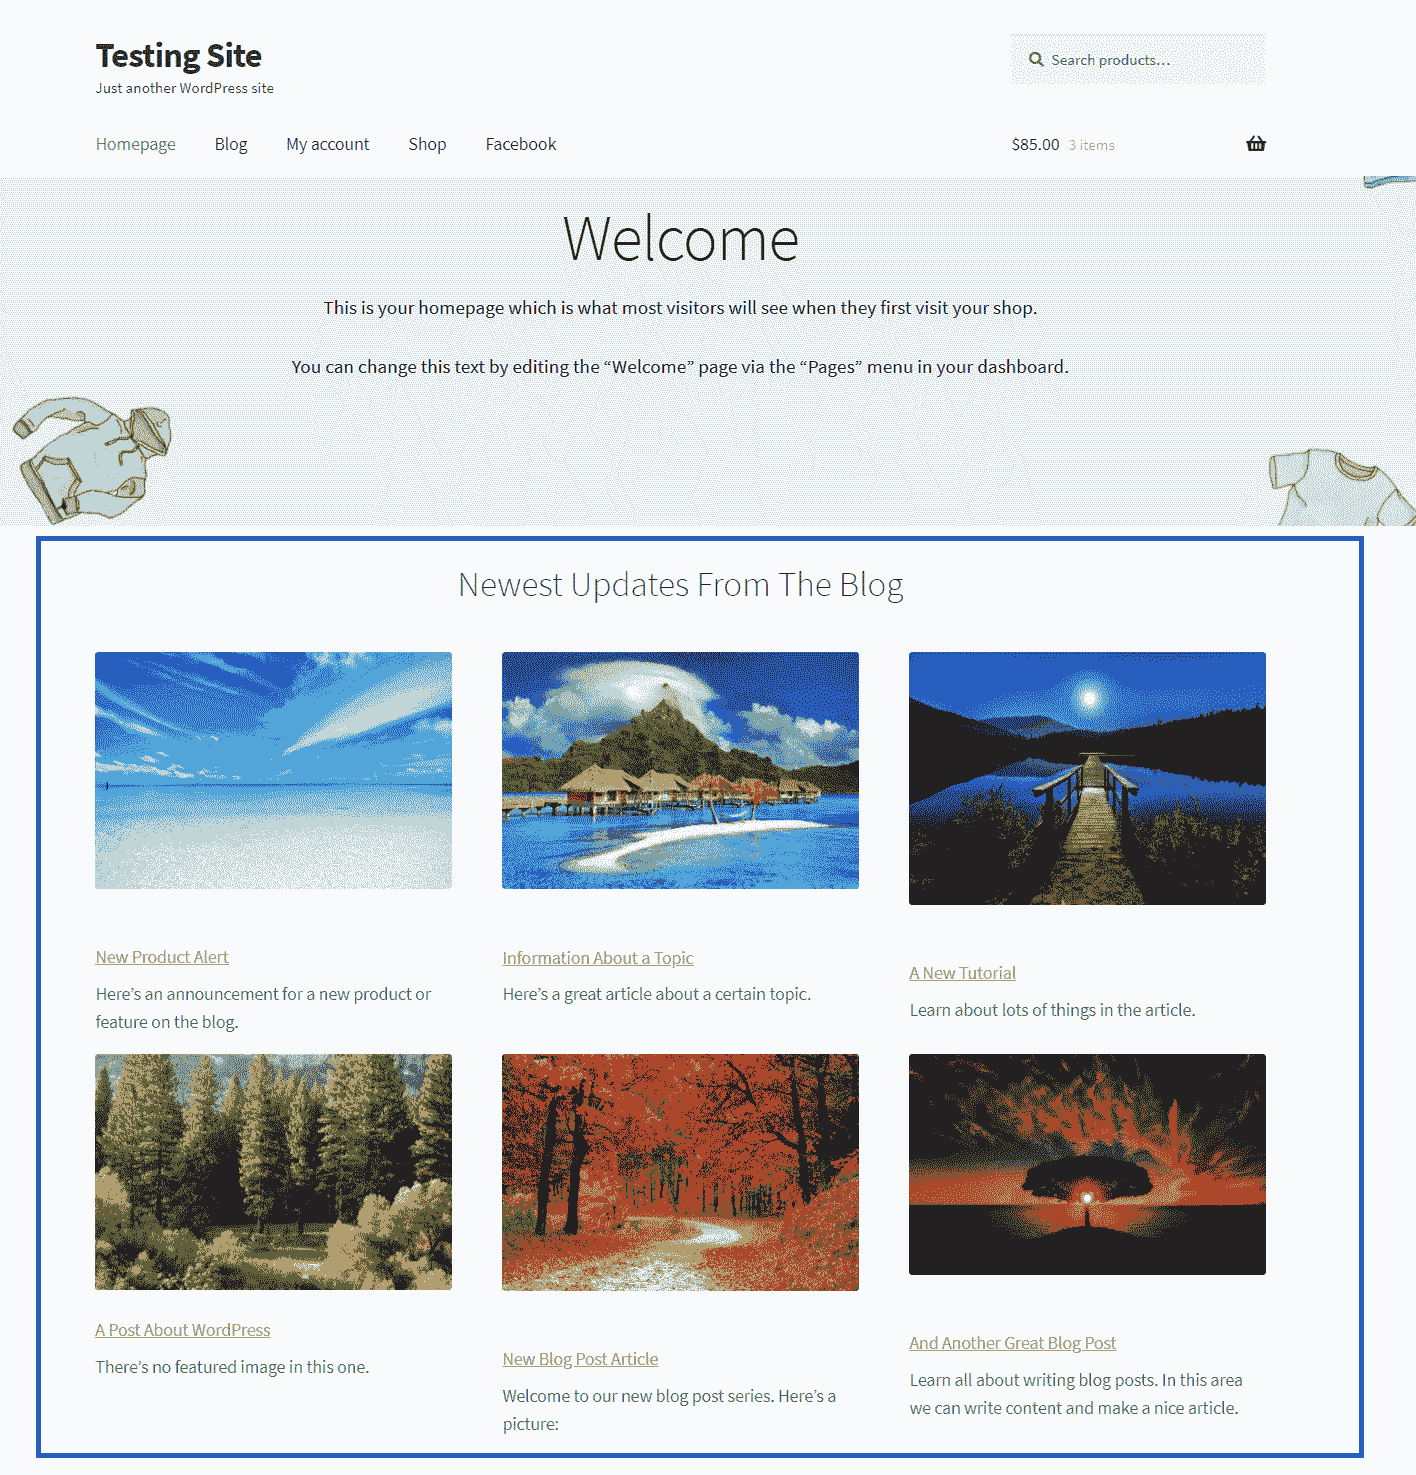 Testing Site
Just another WordPress site
Search products…
Homepage Blog My account Shop Facebook
$85.00 3 items
Welcome
This is your homepage which is what most visitors will see when they first visit your shop.
You can change this text by editing the “Welcome” page via the “Pages” menu in your dashboard.
Newest Updates From The Blog
New Product Alert
Here’s an announcement for a new product or
feature on the blog.
Information About a Topic
Here’s a great article about a certain topic.
A New Tutorial
Learn about lots of things in the article.
A Post About WordPress
There’s no featured image in this one.
New Blog Post Article
Welcome to our new blog post series. Here’s a
picture:
And Another Great Blog Post
Learn all about writing blog posts. In this area
we can write content and make a nice article.